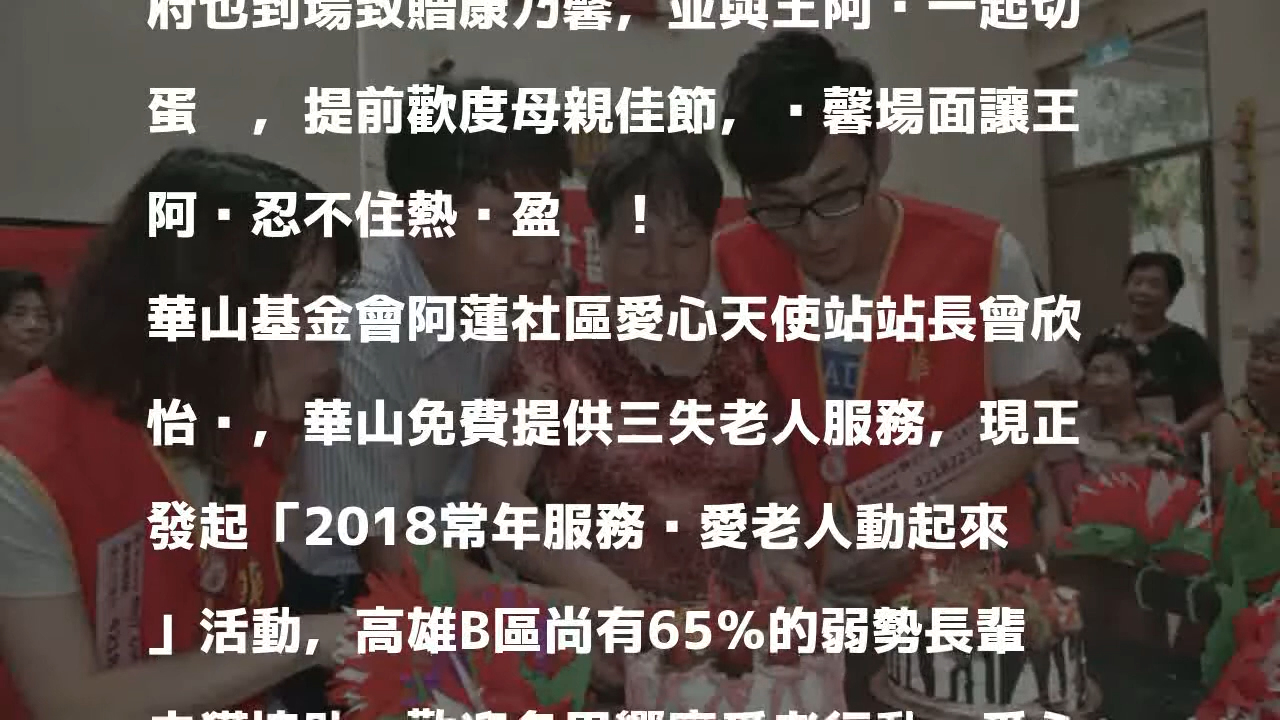 府也到場致贈康乃馨，並與王阿▪一起切
蛋　，提前歡度母親佳節，▪馨場面讓王
阿▪忍不住熱▪盈　！
華山基金會阿蓮社區愛心天使站站長曾欣
怡▪，華山免費提供三失老人服務，現正
發起「2018常年服務▪愛老人動起來
」活動，高雄B區尚有65%的弱勢長輩